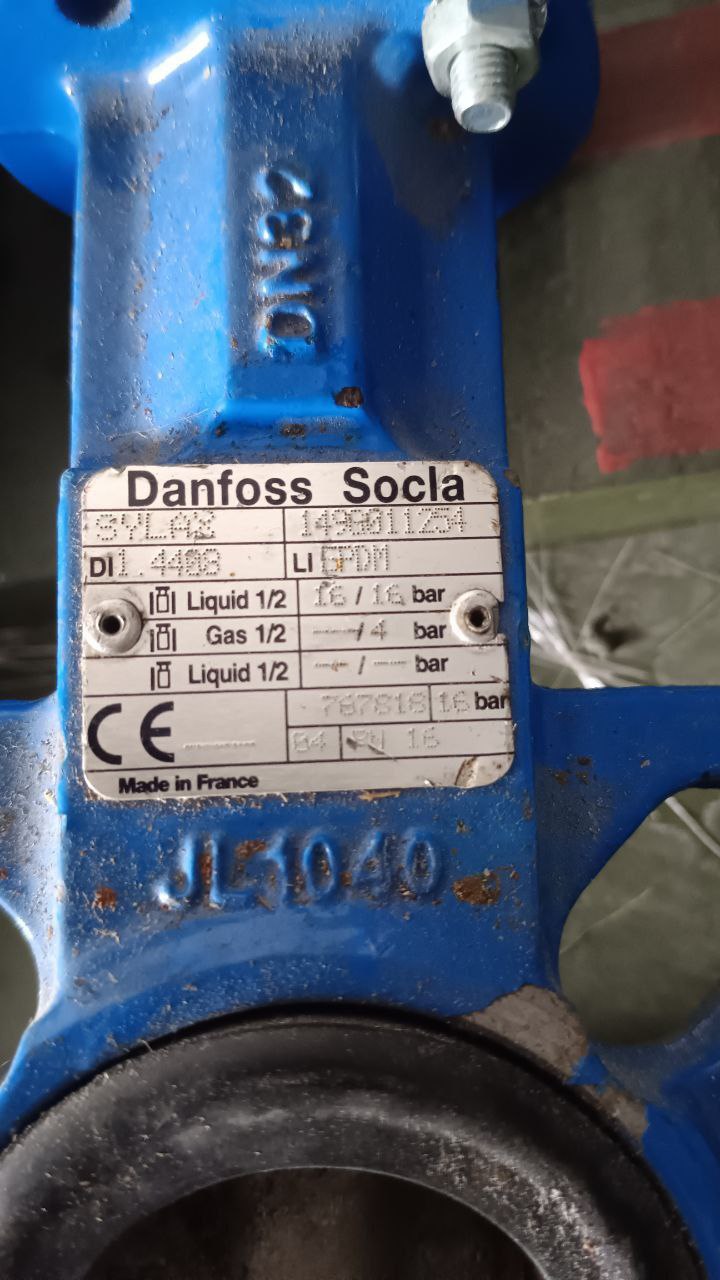 DN32
Danfoss Socla
SYLAX
DI 1.4408 LI EPDM
Liquid 1/2 16 / 16 bar
Gas 1/2 --- / 4 bar
Liquid 1/2 --- / --- bar
CE 787818 16 bar
04 PN 16
Made in France
JL1040